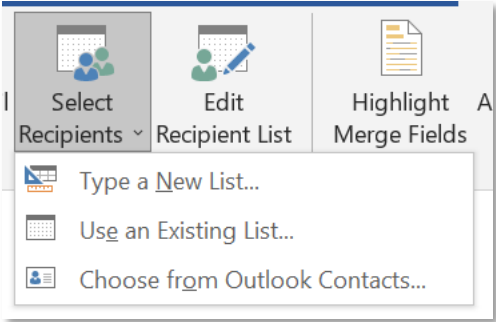 Select Edit Highlight A
l Recipients Recipient List Merge Fields
Type a New List...
Use an Existing List...
Choose from Outlook Contacts...